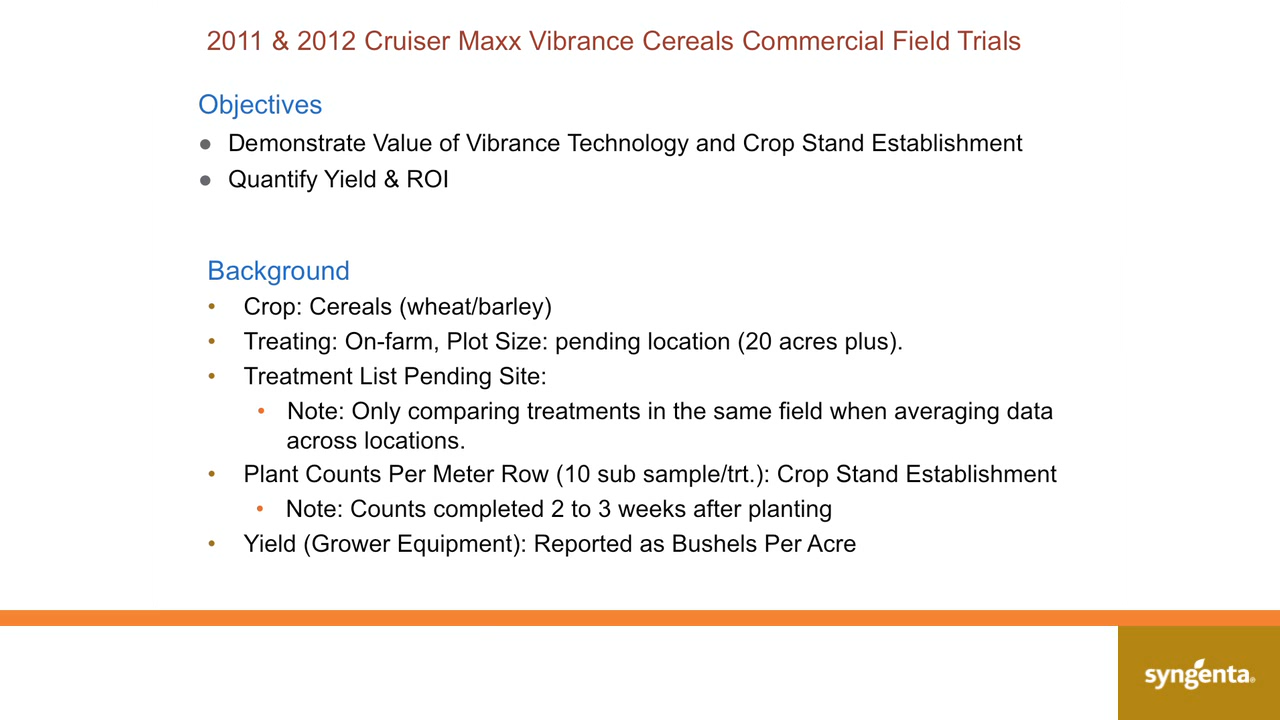 2011 & 2012 Cruiser Maxx Vibrance Cereals Commercial Field Trials
Objectives
● Demonstrate Value of Vibrance Technology and Crop Stand Establishment
● Quantify Yield & ROI
Background
• Crop: Cereals (wheat/barley)
• Treating: On-farm, Plot Size: pending location (20 acres plus).
• Treatment List Pending Site:
• Note: Only comparing treatments in the same field when averaging data
across locations.
• Plant Counts Per Meter Row (10 sub sample/trt.): Crop Stand Establishment
• Note: Counts completed 2 to 3 weeks after planting
• Yield (Grower Equipment): Reported as Bushels Per Acre
syngenta®